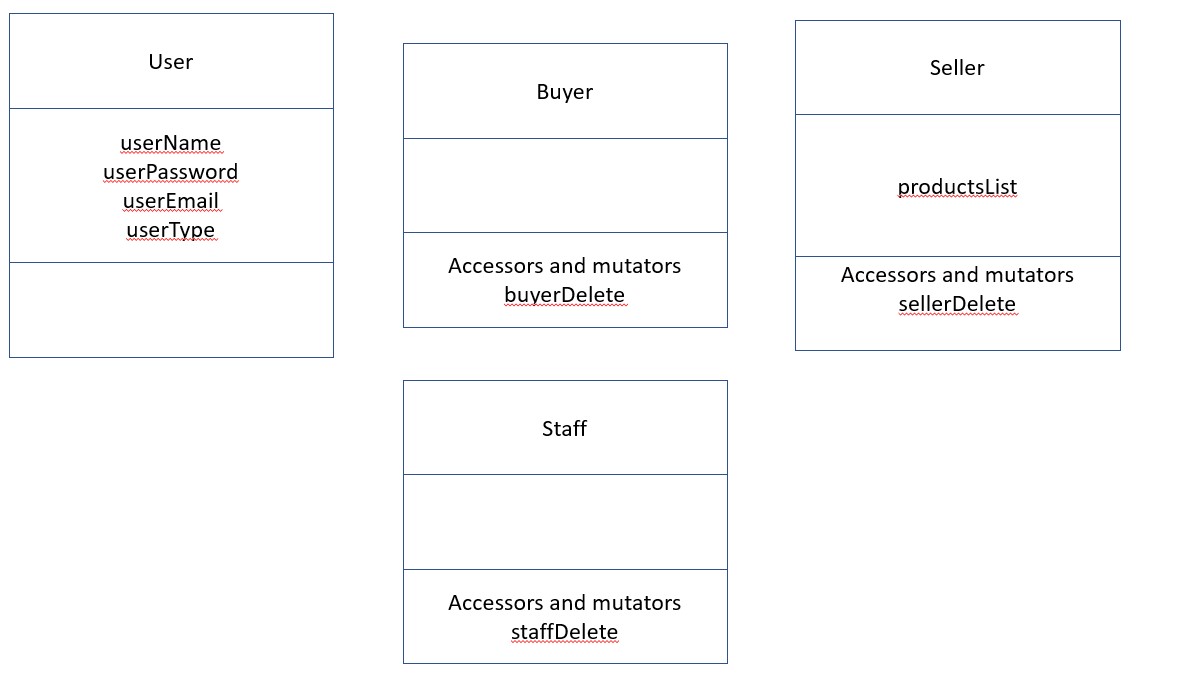 User
userName
userPassword
userEmail
userType
Buyer
Accessors and mutators
buyerDelete
Seller
productsList
Accessors and mutators
sellerDelete
Staff
Accessors and mutators
staffDelete